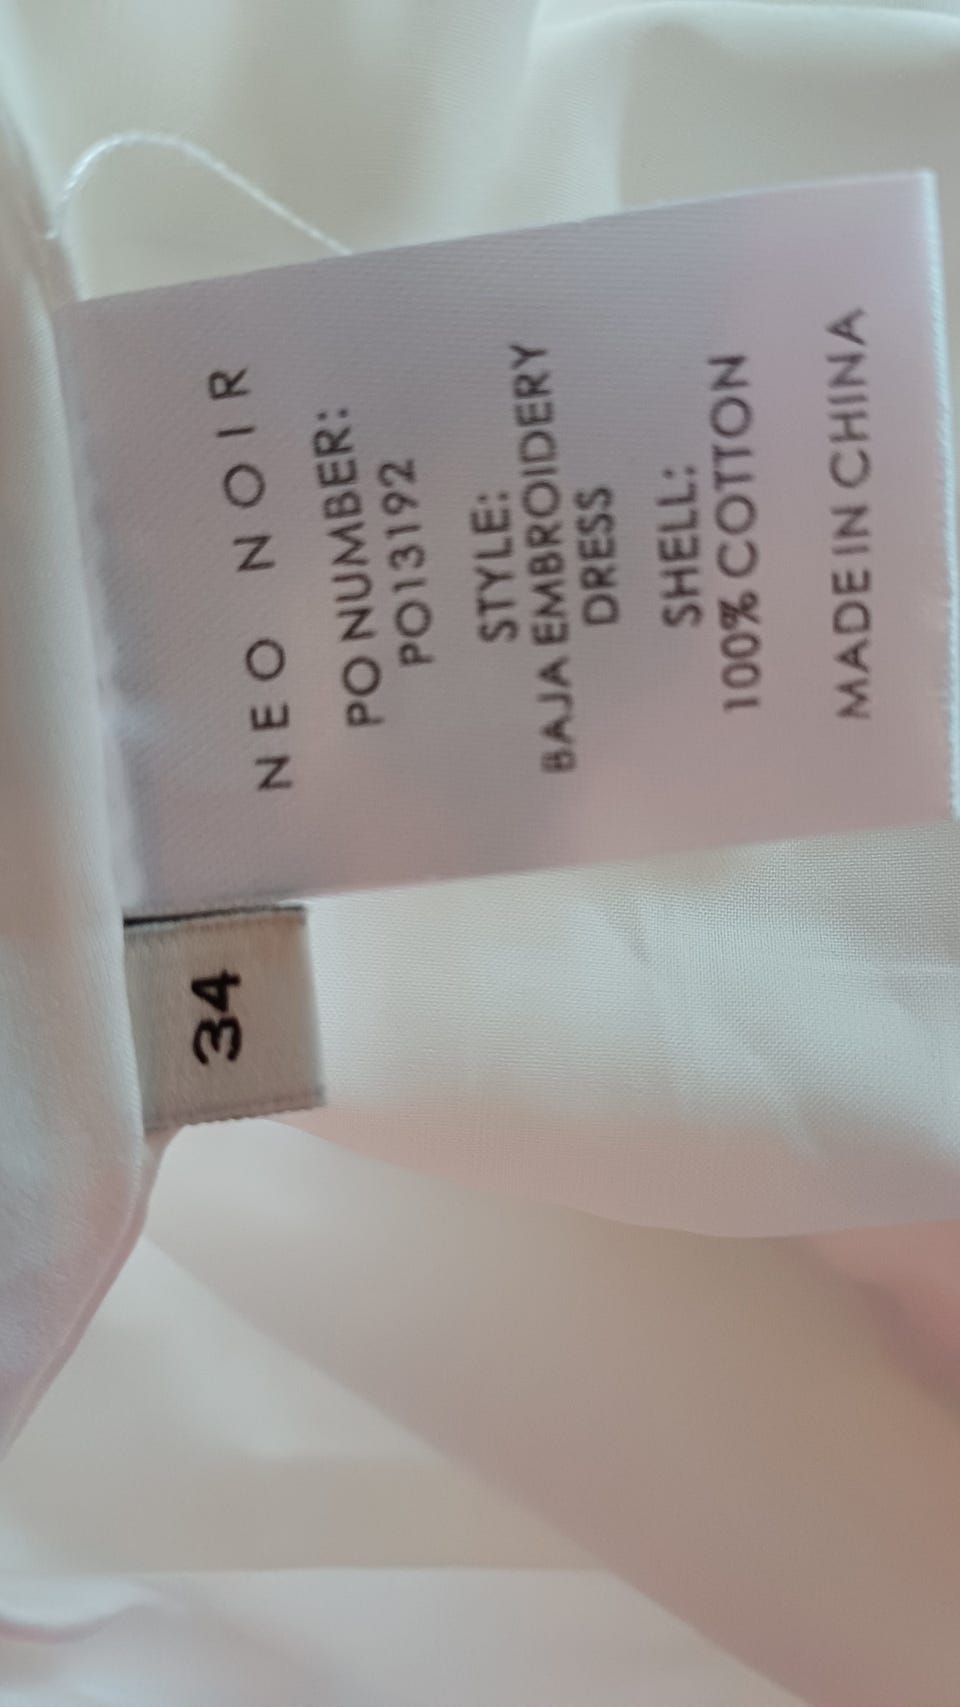 NEO NOIR
PO NUMBER:
PO13192
STYLE:
BAJA EMBROIDERY
DRESS
SHELL:
100% COTTON
MADE IN CHINA
34